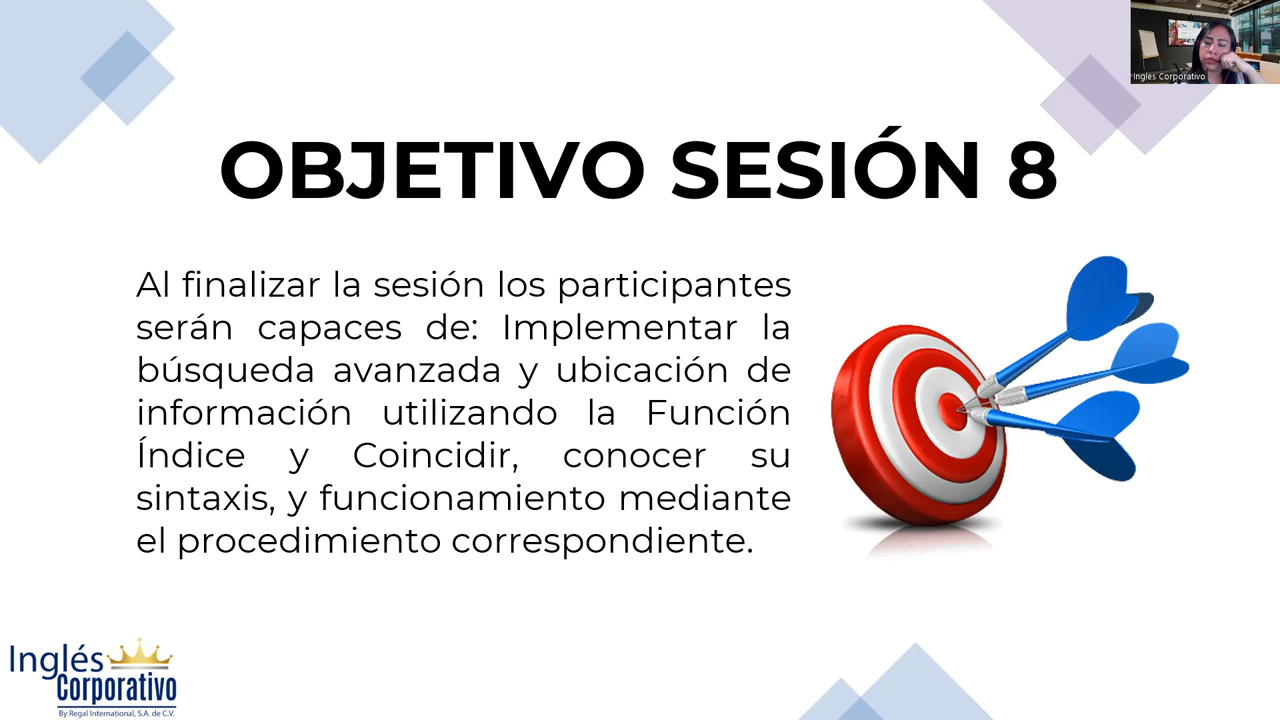 Inglés Corporativo
OBJETIVO SESIÓN 8
Al finalizar la sesión los participantes
serán capaces de: Implementar la
búsqueda avanzada y ubicación de
información utilizando la Función
Índice y Coincidir, conocer su
sintaxis, y funcionamiento mediante
el procedimiento correspondiente.
Inglés
Corporativo
By Regal International, S.A. de C.V.